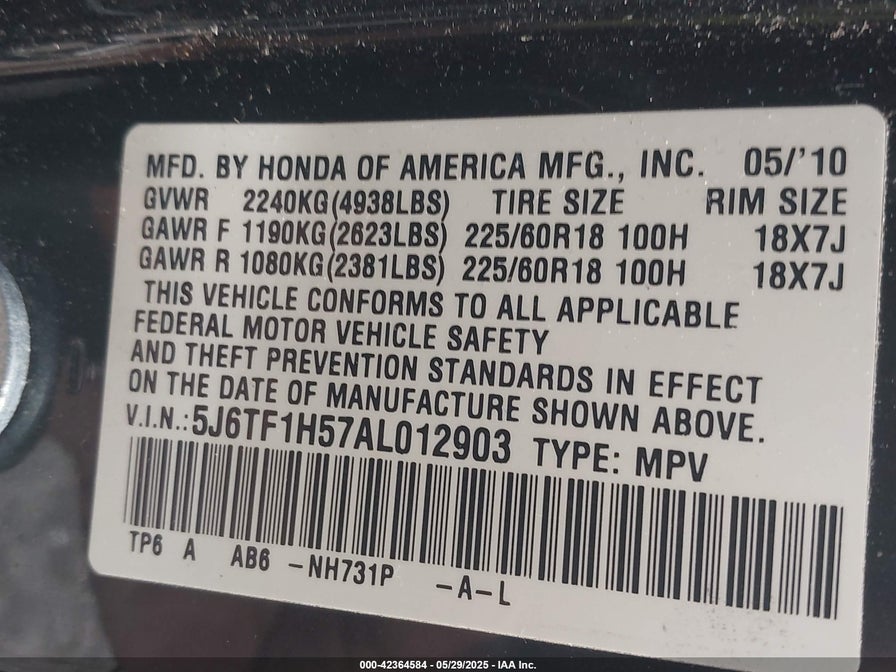 MFD. BY HONDA OF AMERICA MFG., INC. 05/'10
GVWR 2240KG(4938LBS) TIRE SIZE RIM SIZE
GAWR F 1190KG(2623LBS) 225/60R18 100H 18X7J
GAWR R 1080KG(2381LBS) 225/60R18 100H 18X7J
THIS VEHICLE CONFORMS TO ALL APPLICABLE
FEDERAL MOTOR VEHICLE SAFETY
AND THEFT PREVENTION STANDARDS IN EFFECT
ON THE DATE OF MANUFACTURE SHOWN ABOVE.
V.I.N.:5J6TF1H57AL012903 TYPE: MPV
TP6 A AB6 -NH731P -A-L
000-42364584 - 05/29/2025 - IAA Inc.